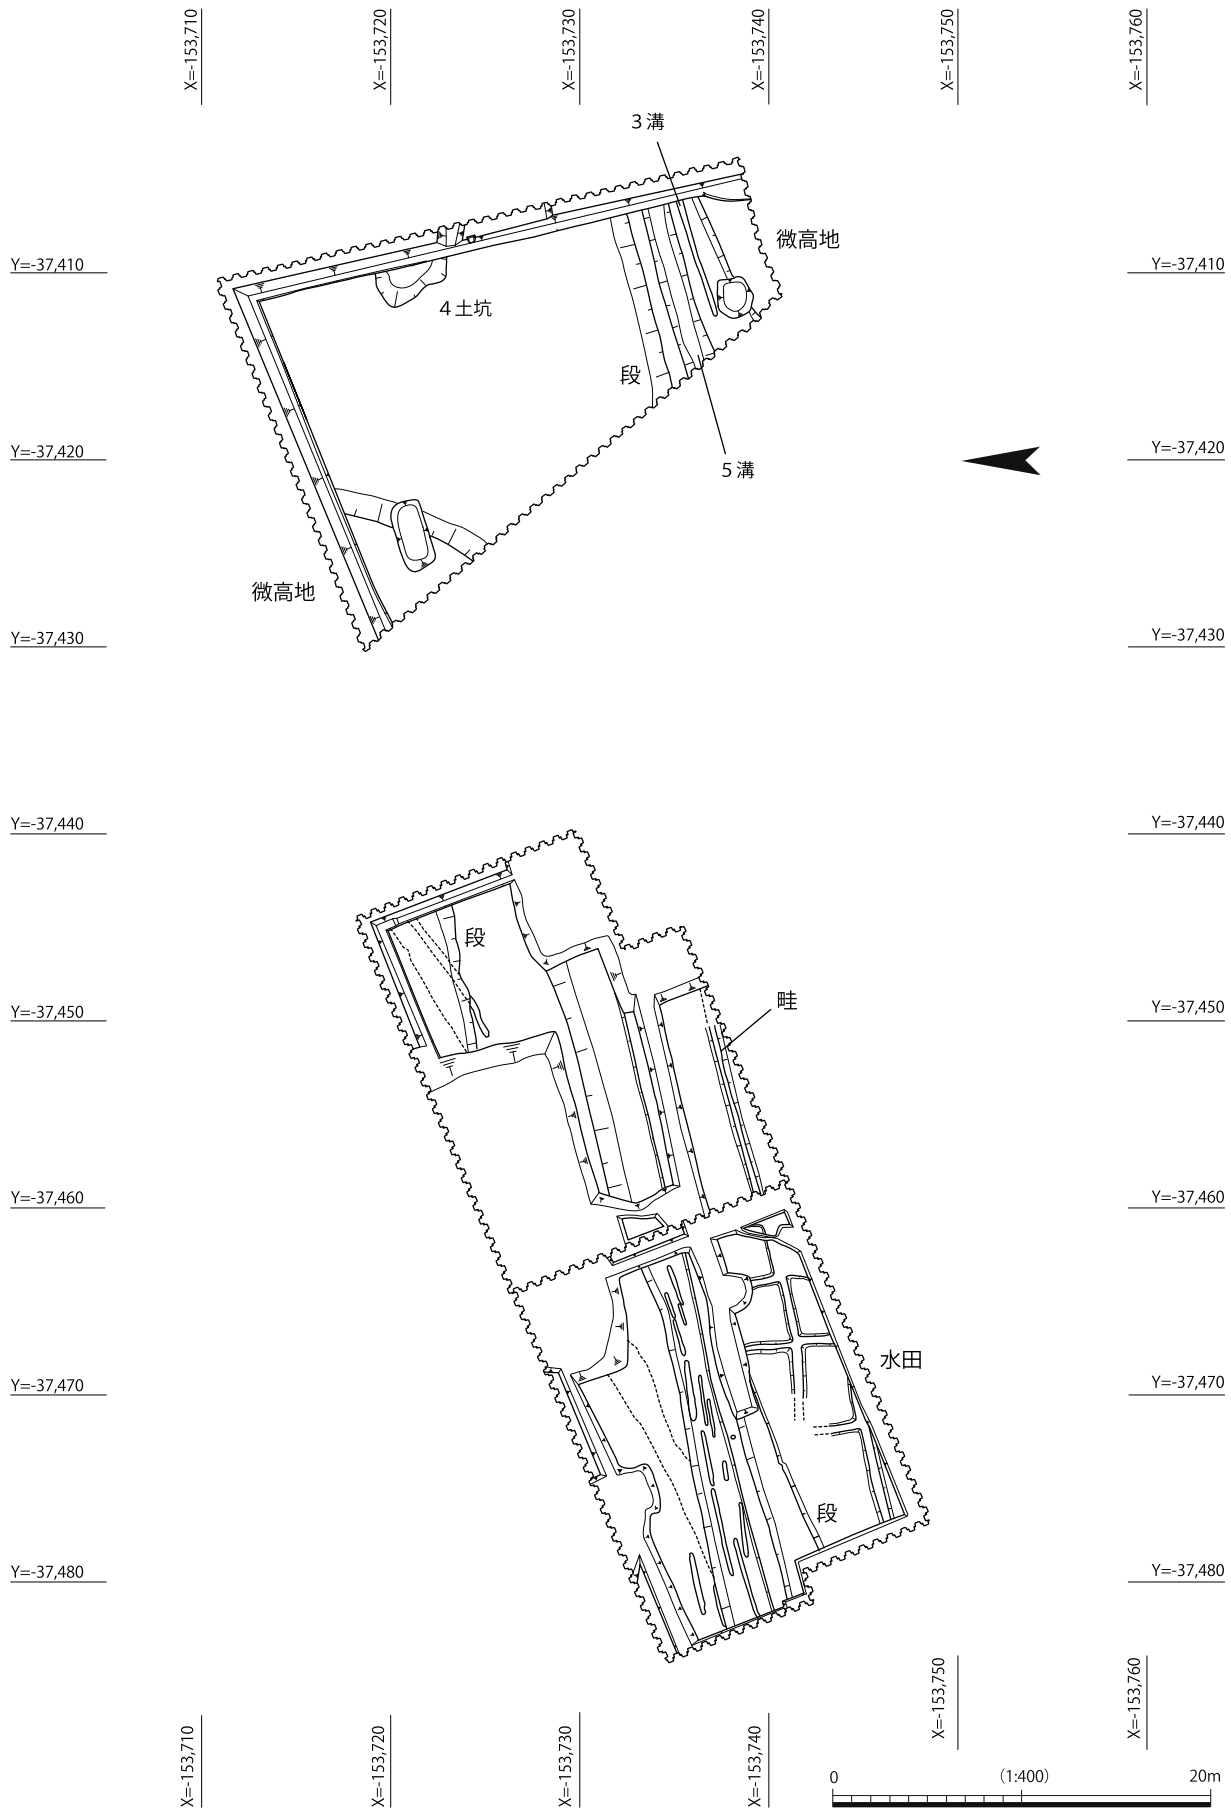 X=-153,710
X=-153,720
X=-153,730
X=-153,740
X=-153,750
X=-153,760
3溝
微高地
Y=-37,410
Y=-37,410
4土坑
段
Y=-37,420
Y=-37,420
5溝
微高地
Y=-37,430
Y=-37,430
Y=-37,440
Y=-37,440
段
畦
Y=-37,450
Y=-37,450
Y=-37,460
Y=-37,460
水田
Y=-37,470
Y=-37,470
段
Y=-37,480
Y=-37,480
X=-153,710
X=-153,720
X=-153,730
X=-153,740
X=-153,750
X=-153,760
0 (1:400) 20m